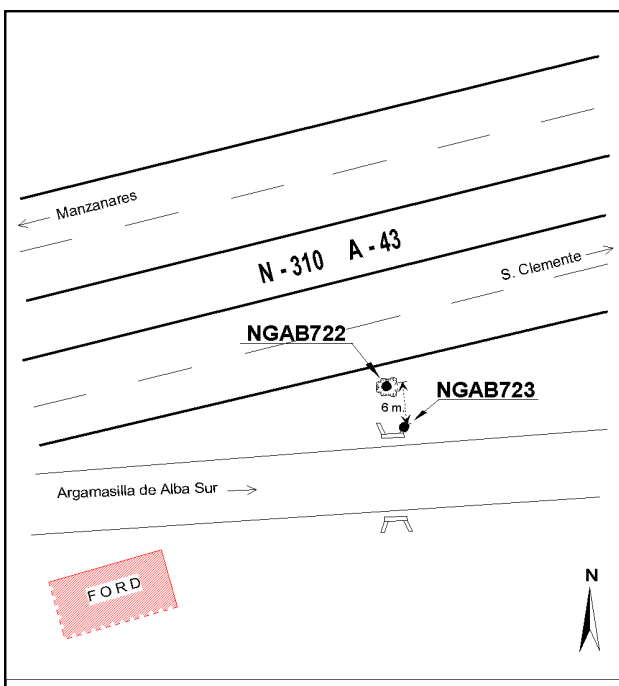 Manzanares
N - 310 A - 43
S. Clemente
NGAB722
NGAB723
6 m.
Argamasilla de Alba Sur
FORD
N